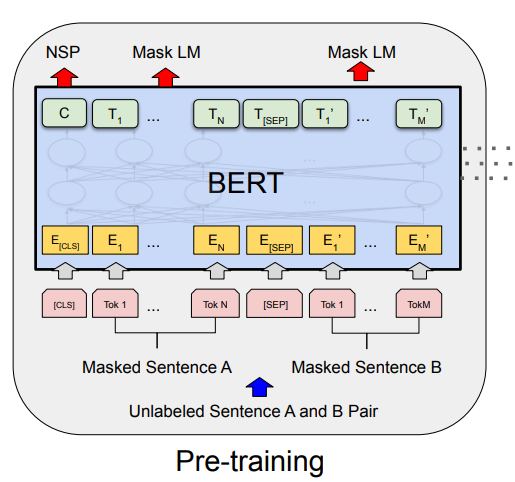 NSP Mask LM Mask LM
C T1 ... TN T[SEP] T1’ ... TM’
...
BERT
...
E[CLS] E1 ... EN E[SEP] E1’ ... EM’
[CLS] Tok 1 ... Tok N [SEP] Tok 1 ... TokM
Masked Sentence A Masked Sentence B
Unlabeled Sentence A and B Pair
Pre-training